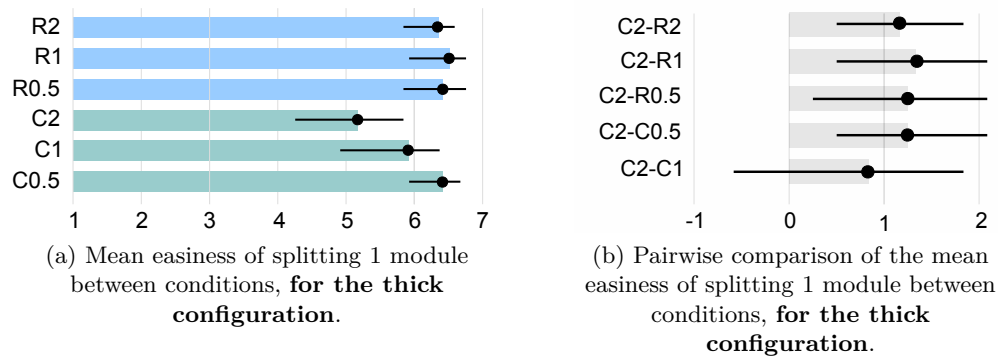 R2
R1
R0.5
C2
C1
C0.5
1 2 3 4 5 6 7
(a) Mean easiness of splitting 1 module
between conditions, for the thick
configuration.
C2-R2
C2-R1
C2-R0.5
C2-C0.5
C2-C1
-1 0 1 2
(b) Pairwise comparison of the mean
easiness of splitting 1 module between
conditions, for the thick
configuration.